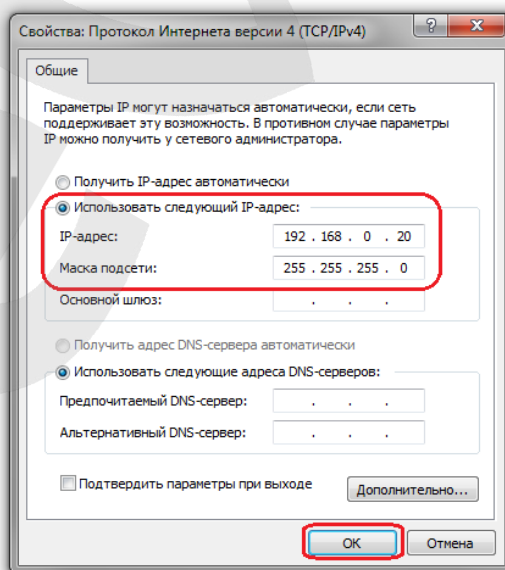 Свойства: Протокол Интернета версии 4 (TCP/IPv4)
Общие
Параметры IP могут назначаться автоматически, если сеть
поддерживает эту возможность. В противном случае параметры
IP можно получить у сетевого администратора.
Получить IP-адрес автоматически
Использовать следующий IP-адрес:
IP-адрес: 192 . 168 . 0 . 20
Маска подсети: 255 . 255 . 255 . 0
Основной шлюз: . . .
Получить адрес DNS-сервера автоматически
Использовать следующие адреса DNS-серверов:
Предпочитаемый DNS-сервер: . . .
Альтернативный DNS-сервер: . . .
Подтвердить параметры при выходе
Дополнительно...
ОК Отмена